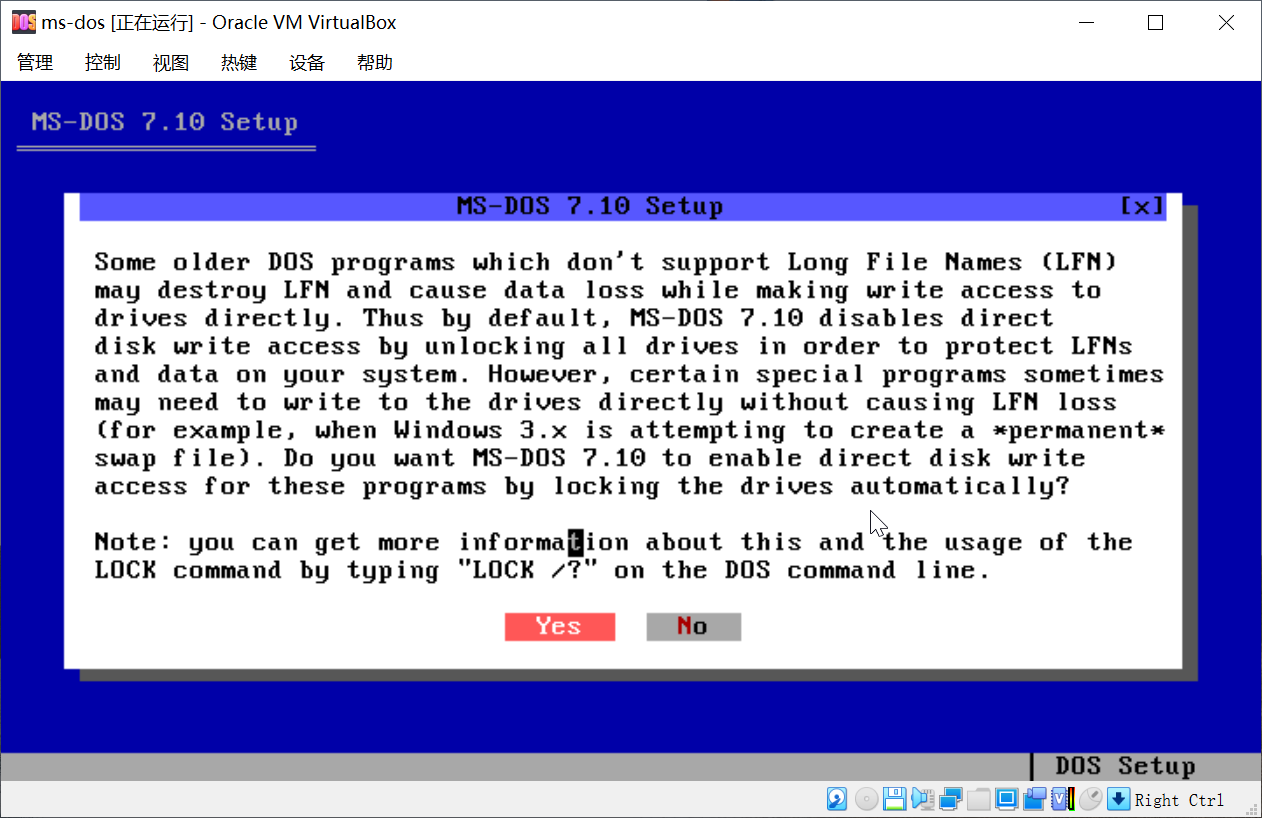 ms-dos [正在运行] - Oracle VM VirtualBox
管理 控制 视图 热键 设备 帮助
MS-DOS 7.10 Setup
MS-DOS 7.10 Setup [x]
Some older DOS programs which don't support Long File Names (LFN)
may destroy LFN and cause data loss while making write access to
drives directly. Thus by default, MS-DOS 7.10 disables direct
disk write access by unlocking all drives in order to protect LFNs
and data on your system. However, certain special programs sometimes
may need to write to the drives directly without causing LFN loss
(for example, when Windows 3.x is attempting to create a *permanent*
swap file). Do you want MS-DOS 7.10 to enable direct disk write
access for these programs by locking the drives automatically?
Note: you can get more information about this and the usage of the
LOCK command by typing "LOCK /?" on the DOS command line.
Yes No
DOS Setup
Right Ctrl